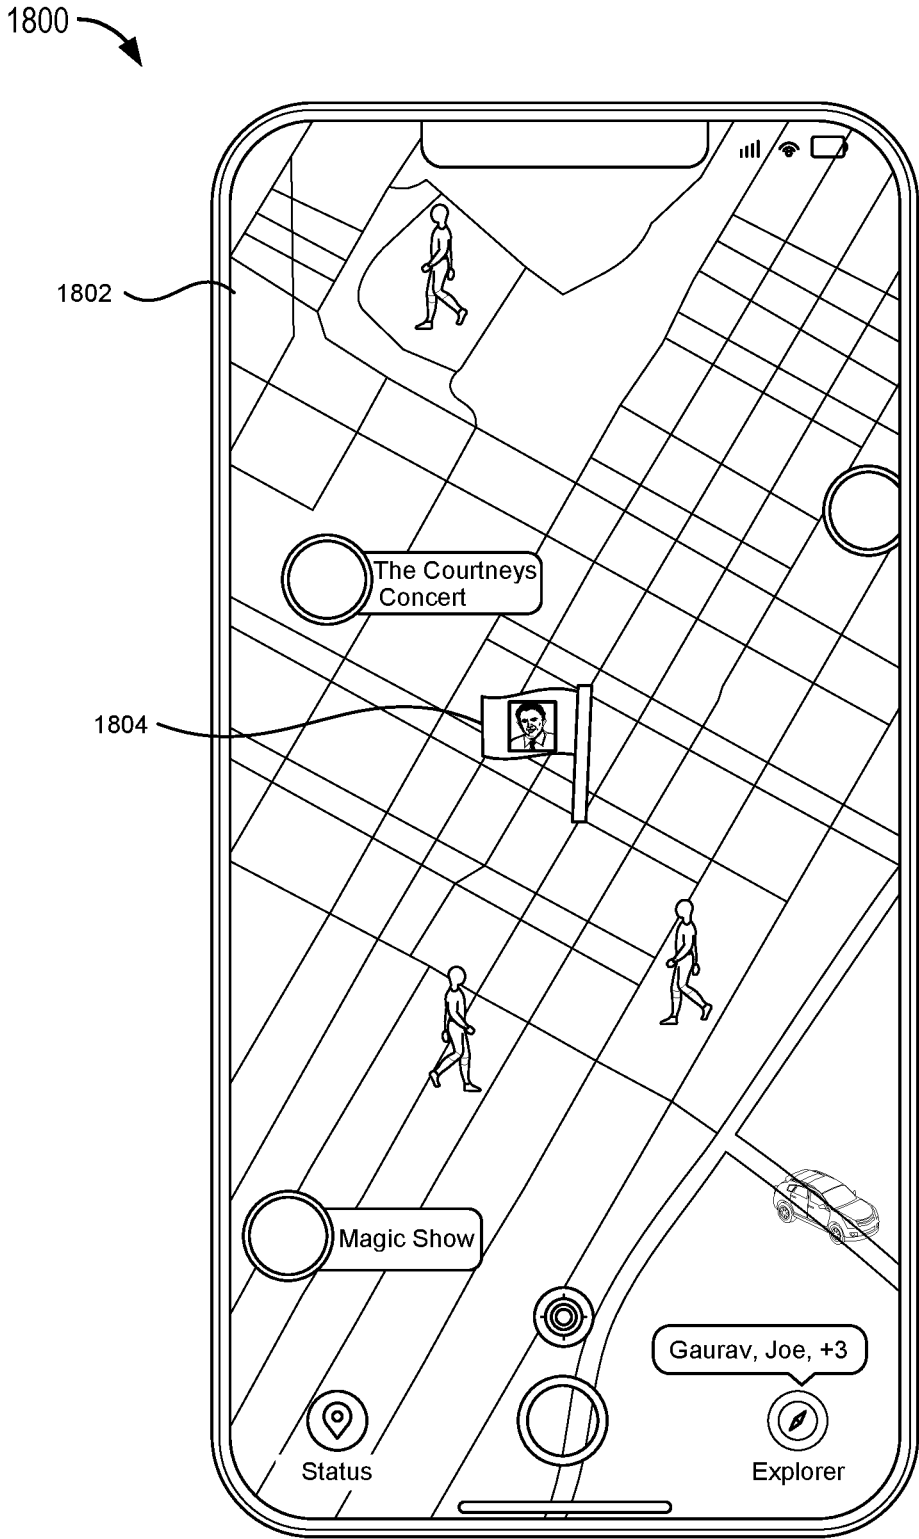 1800
1802
The Courtneys
Concert
1804
Magic Show
Gaurav, Joe, +3
Status
Explorer